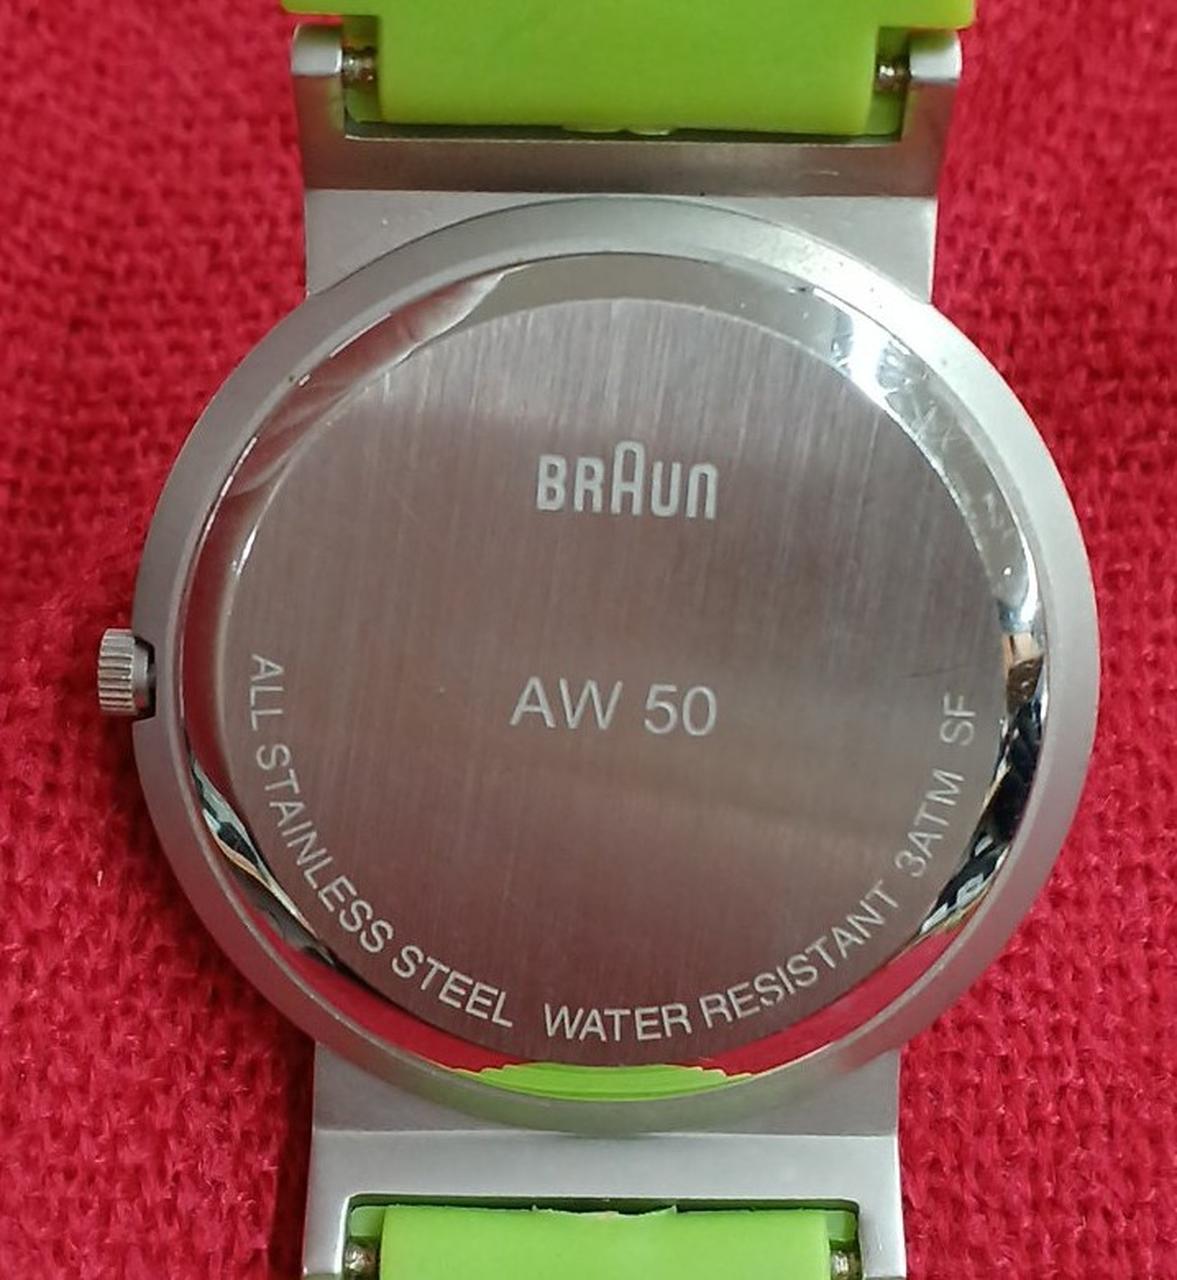 BRAUN
AW 50
ALL STAINLESS STEEL WATER RESISTANT 3ATM SF